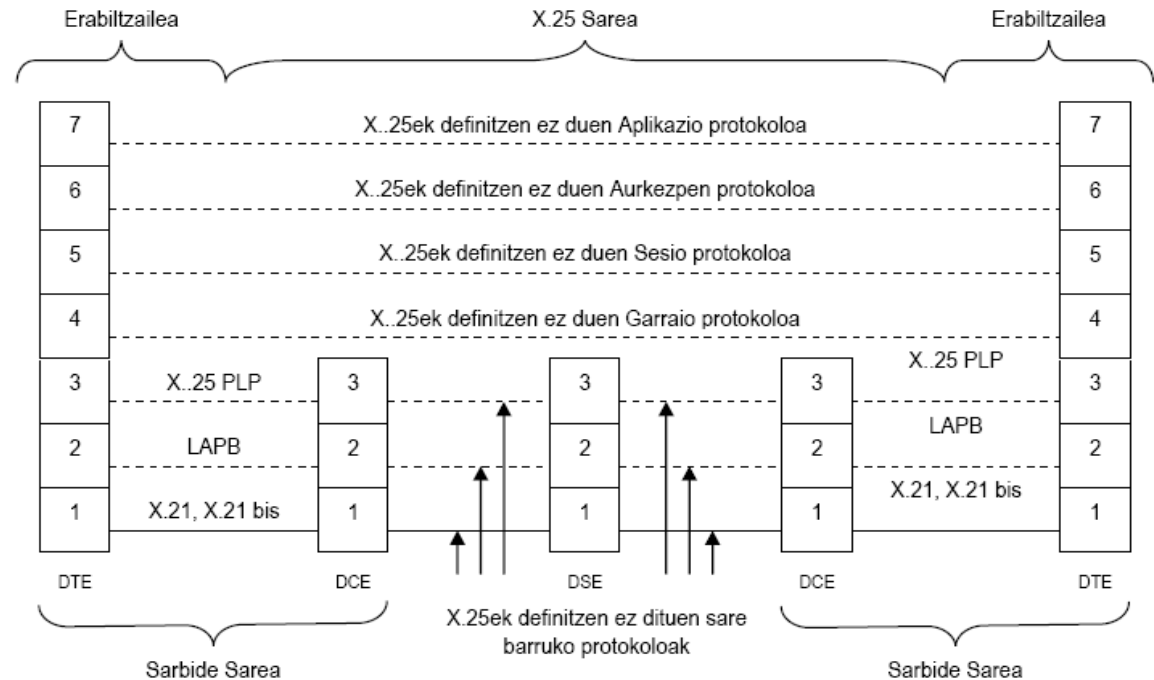 Erabiltzailea
X.25 Sarea
Erabiltzailea
7
X..25ek definitzen ez duen Aplikazio protokoloa
7
6
X..25ek definitzen ez duen Aurkezpen protokoloa
6
5
X..25ek definitzen ez duen Sesio protokoloa
5
4
X..25ek definitzen ez duen Garraio protokoloa
4
3
X..25 PLP
3
3
3
X..25 PLP
3
2
LAPB
2
2
2
LAPB
2
1
X.21, X.21 bis
1
1
1
X.21, X.21 bis
1
DTE
DCE
DSE
DCE
DTE
X.25ek definitzen ez dituen sare
barruko protokoloak
Sarbide Sarea
Sarbide Sarea